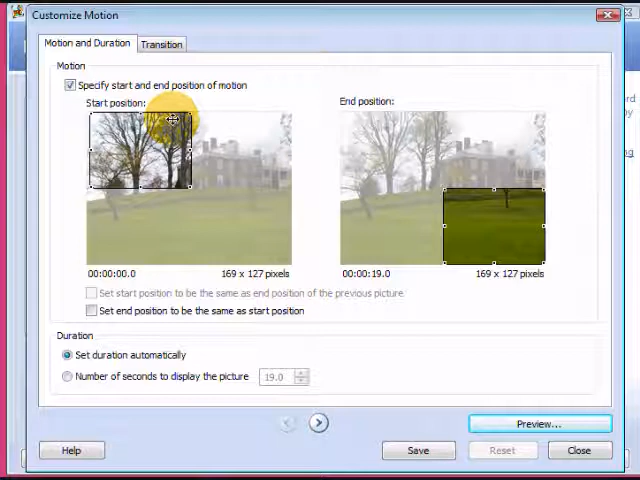 Customize Motion
Motion and Duration
Transition
Motion
Specify start and end position of motion
Start position:
End position:
00:00:00.0
169 x 127 pixels
00:00:19.0
169 x 127 pixels
Set start position to be the same as end position of the previous picture
Set end position to be the same as start position
Duration
Set duration automatically
Number of seconds to display the picture
19.0
Preview...
Help
Save
Reset
Close
ord
ng